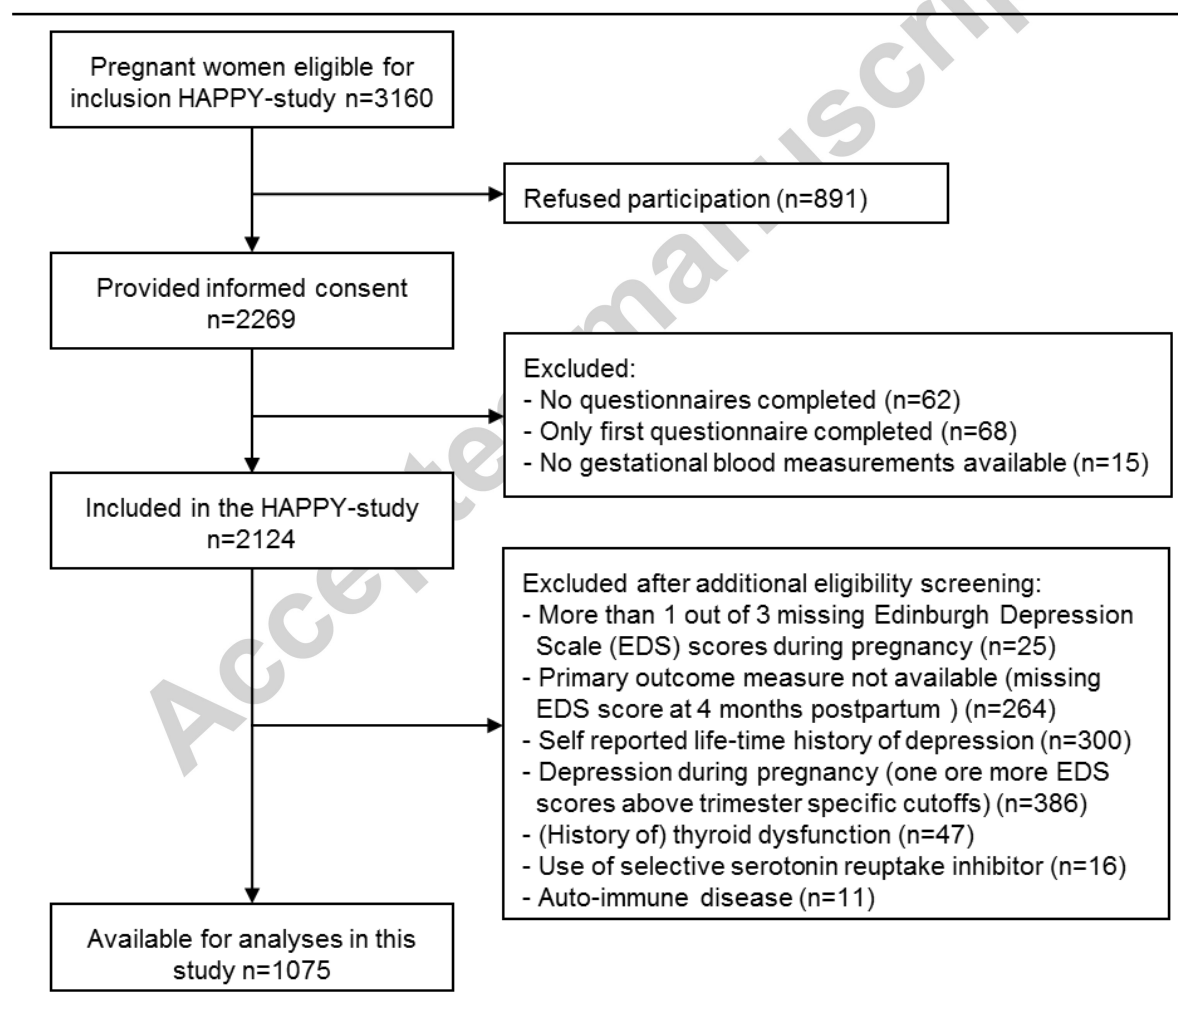 Pregnant women eligible for
inclusion HAPPY-study n=3160
Refused participation (n=891)
Provided informed consent
n=2269
Excluded:
- No questionnaires completed (n=62)
- Only first questionnaire completed (n=68)
- No gestational blood measurements available (n=15)
Included in the HAPPY-study
n=2124
Excluded after additional eligibility screening:
- More than 1 out of 3 missing Edinburgh Depression
Scale (EDS) scores during pregnancy (n=25)
- Primary outcome measure not available (missing
EDS score at 4 months postpartum ) (n=264)
- Self reported life-time history of depression (n=300)
- Depression during pregnancy (one ore more EDS
scores above trimester specific cutoffs) (n=386)
- (History of) thyroid dysfunction (n=47)
- Use of selective serotonin reuptake inhibitor (n=16)
- Auto-immune disease (n=11)
Available for analyses in this
study n=1075